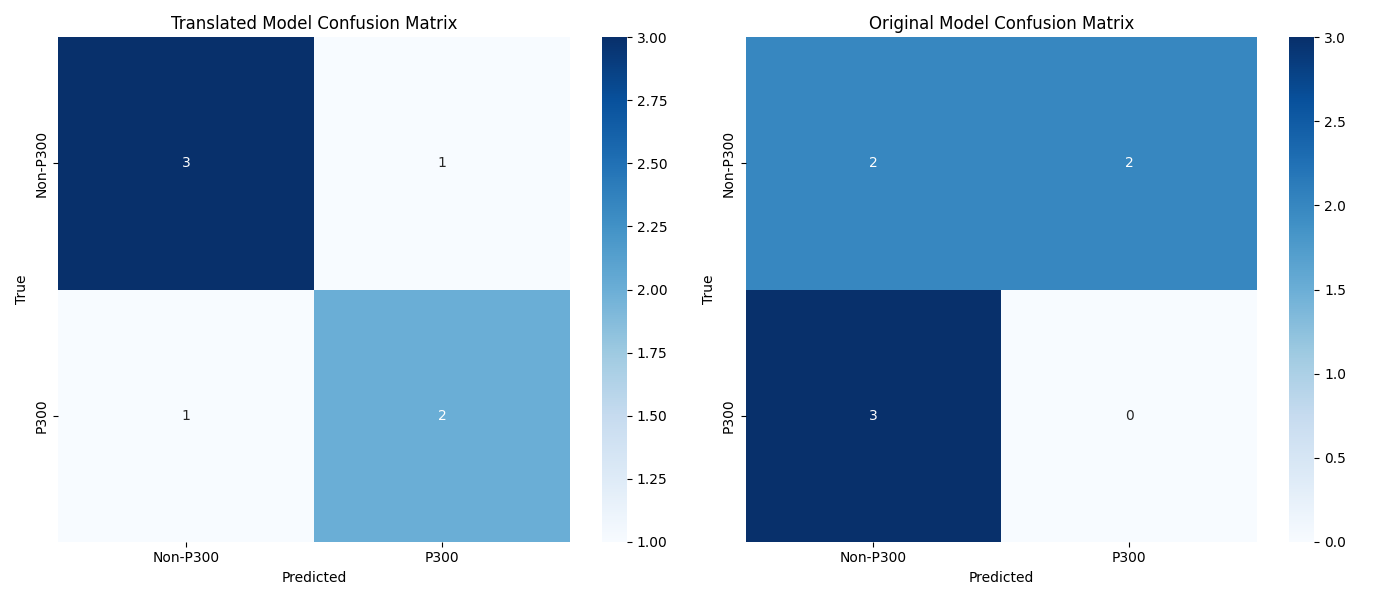 Translated Model Confusion Matrix
Non-P300
P300
True
3
1
1
2
Non-P300
P300
Predicted
3.00
2.75
2.50
2.25
2.00
1.75
1.50
1.25
1.00
Original Model Confusion Matrix
Non-P300
P300
True
2
2
3
0
Non-P300
P300
Predicted
3.0
2.5
2.0
1.5
1.0
0.5
0.0